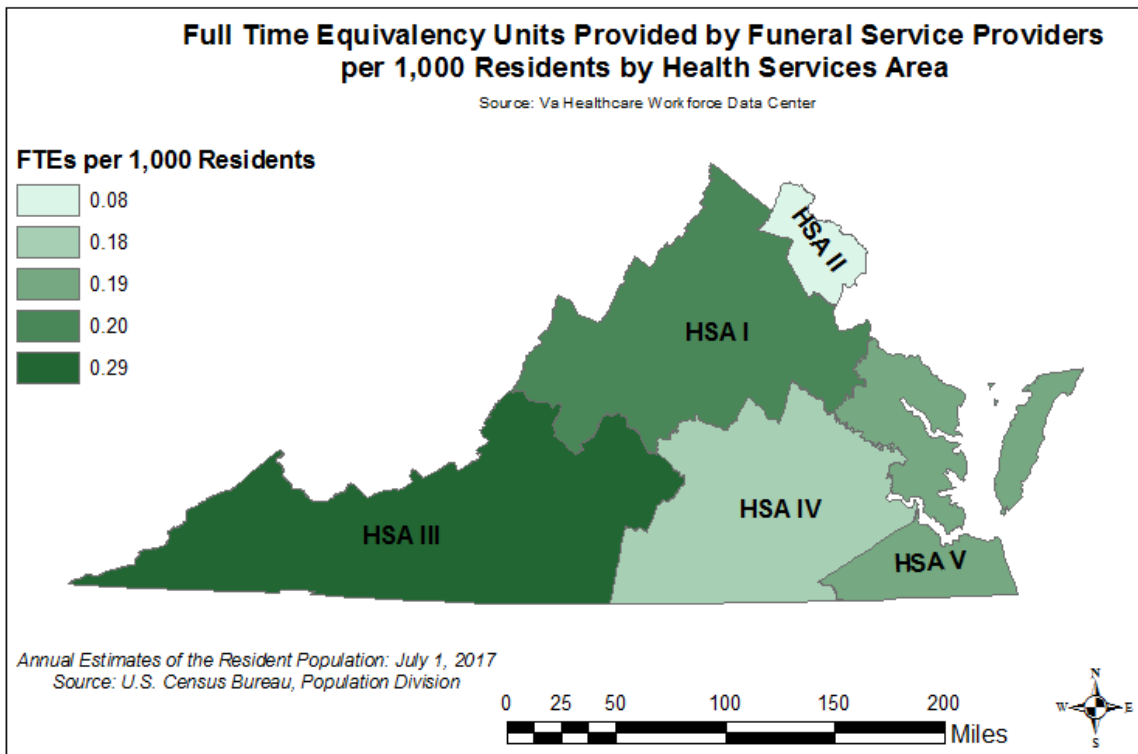 Full Time Equivalency Units Provided by Funeral Service Providers
per 1,000 Residents by Health Services Area
Source: Va Healthcare Workforce Data Center
FTEs per 1,000 Residents
0.08
0.18
0.19
0.20
0.29
HSA II
HSA I
HSA IV
HSA III
HSA V
Annual Estimates of the Resident Population: July 1, 2017
Source: U.S. Census Bureau, Population Division
0 25 50 100 150 200
Miles
N
W E
S